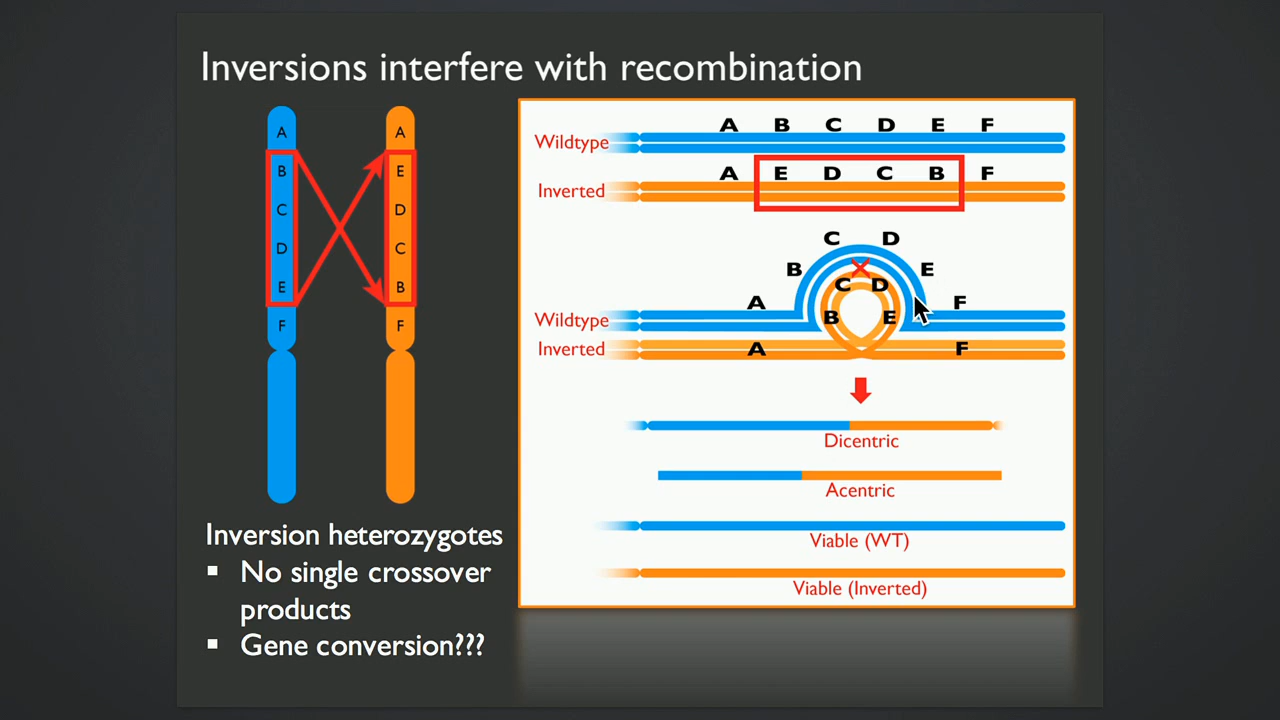 Inversions interfere with recombination
A
B
C
D
E
F
A
E
D
C
B
F
Inversion heterozygotes
▪ No single crossover
products
▪ Gene conversion???
A B C D E F
Wildtype
A E D C B F
Inverted
C D
B E
C D
A F
B E
Wildtype
Inverted
A F
Dicentric
Acentric
Viable (WT)
Viable (Inverted)